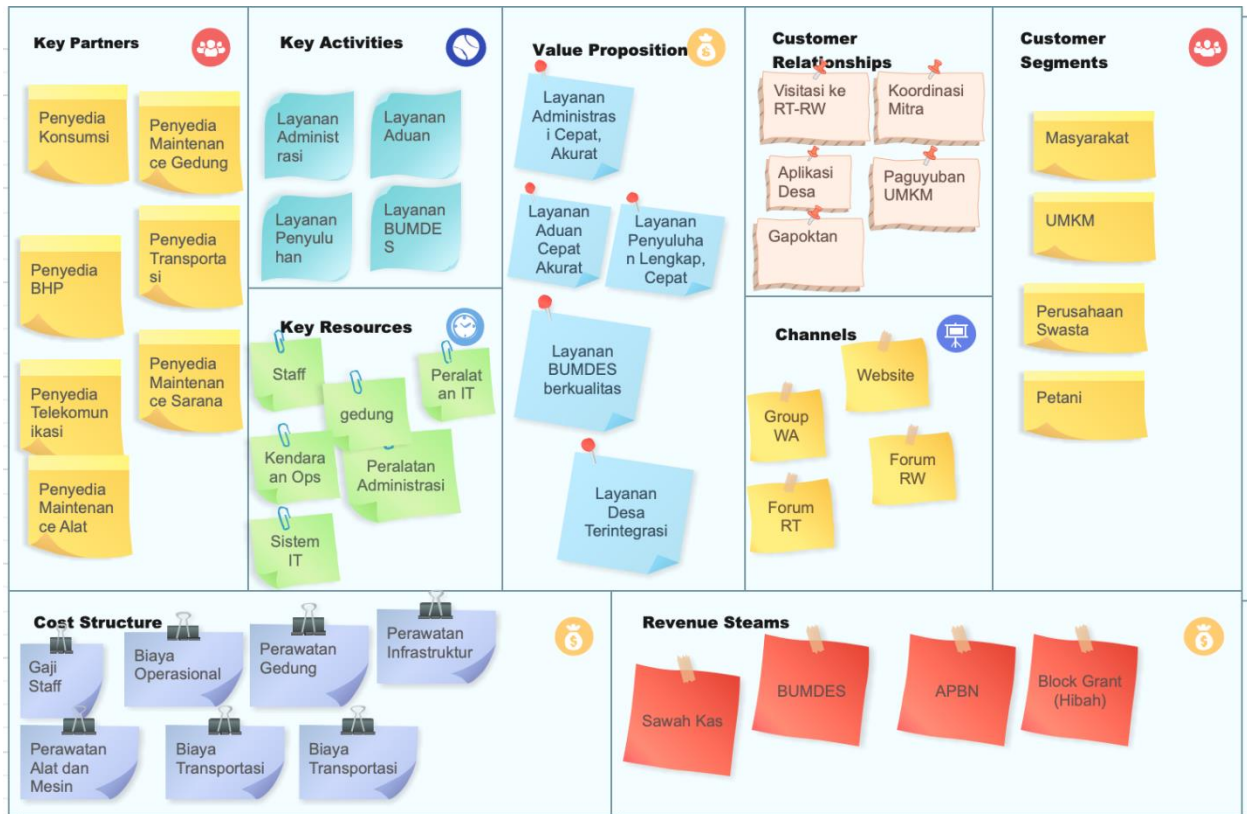 Key Partners
Penyedia
Konsumsi
Penyedia
Maintenan
ce Gedung
Penyedia
BHP
Penyedia
Transporta
si
Penyedia
Telekomun
ikasi
Penyedia
Maintenan
ce Sarana
Penyedia
Maintenan
ce Alat
Key Activities
Layanan
Administ
rasi
Layanan
Aduan
Layanan
Penyulu
han
Layanan
BUMDE
S
Key Resources
Staff
gedung
Peralat
an IT
Kendara
an Ops
Peralatan
Administrasi
Sistem
IT
Value Proposition
Layanan
Administras
i Cepat,
Akurat
Layanan
Aduan
Cepat
Akurat
Layanan
Penyuluha
n Lengkap,
Cepat
Layanan
BUMDES
berkualitas
Layanan
Desa
Terintegrasi
Customer
Relationships
Visitasi ke
RT-RW
Koordinasi
Mitra
Aplikasi
Desa
Paguyuban
UMKM
Gapoktan
Channels
Website
Group
WA
Forum
RW
Forum
RT
Customer
Segments
Masyarakat
UMKM
Perusahaan
Swasta
Petani
Cost Structure
Gaji
Staff
Biaya
Operasional
Perawatan
Gedung
Perawatan
Infrastruktur
Perawatan
Alat dan
Mesin
Biaya
Transportasi
Biaya
Transportasi
Revenue Steams
Sawah Kas
BUMDES
APBN
Block Grant
(Hibah)